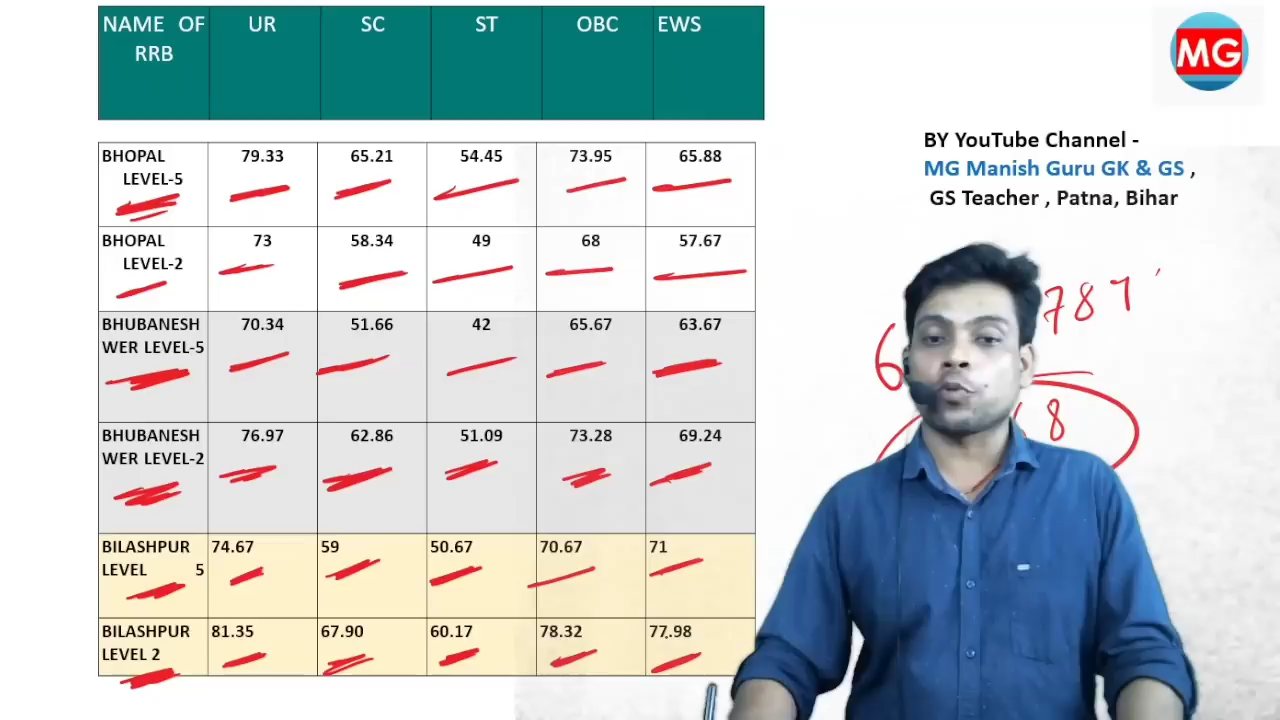 NAME OF RRB UR SC ST OBC EWS
BHOPAL LEVEL-5 79.33 65.21 54.45 73.95 65.88
BHOPAL LEVEL-2 73 58.34 49 68 57.67
BHUBANESH WER LEVEL-5 70.34 51.66 42 65.67 63.67
BHUBANESH WER LEVEL-2 76.97 62.86 51.09 73.28 69.24
BILASHPUR LEVEL 5 74.67 59 50.67 70.67 71
BILASHPUR LEVEL 2 81.35 67.90 60.17 78.32 77.98
MG
BY YouTube Channel -
MG Manish Guru GK & GS ,
GS Teacher , Patna, Bihar